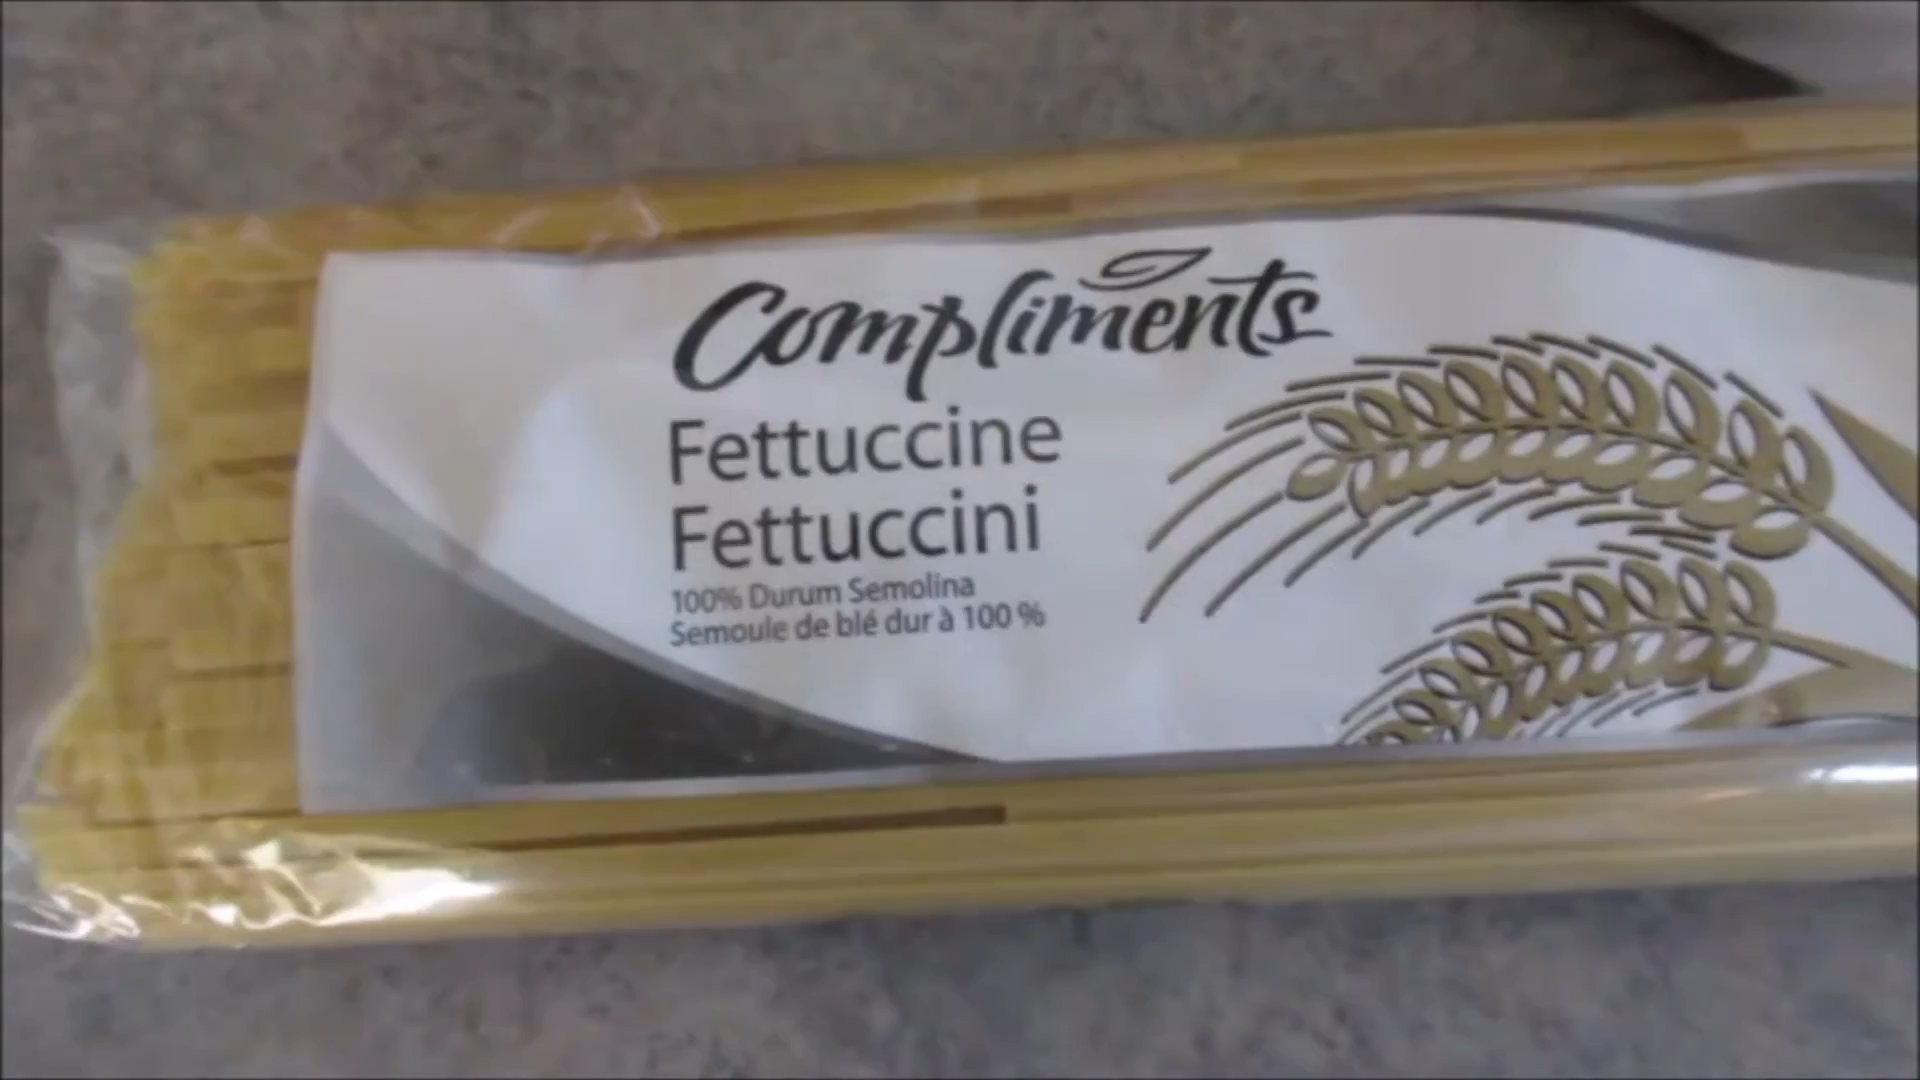 Compliments
Fettuccine
Fettuccini
100% Durum Semolina
Semoule de blé dur à 100 %